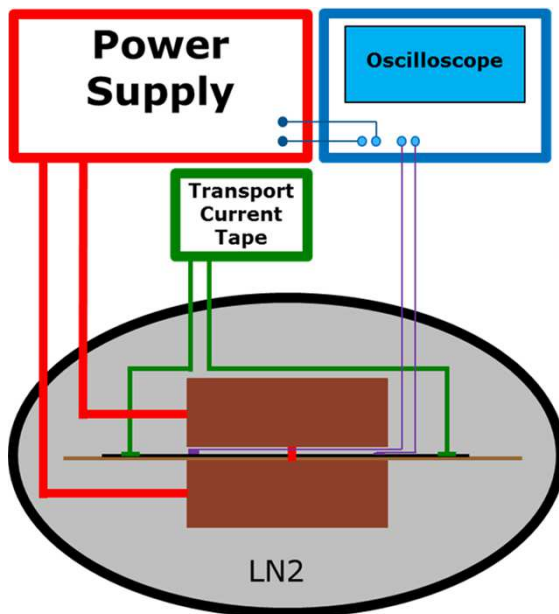 Power
Supply
Oscilloscope
Transport
Current
Tape
LN2